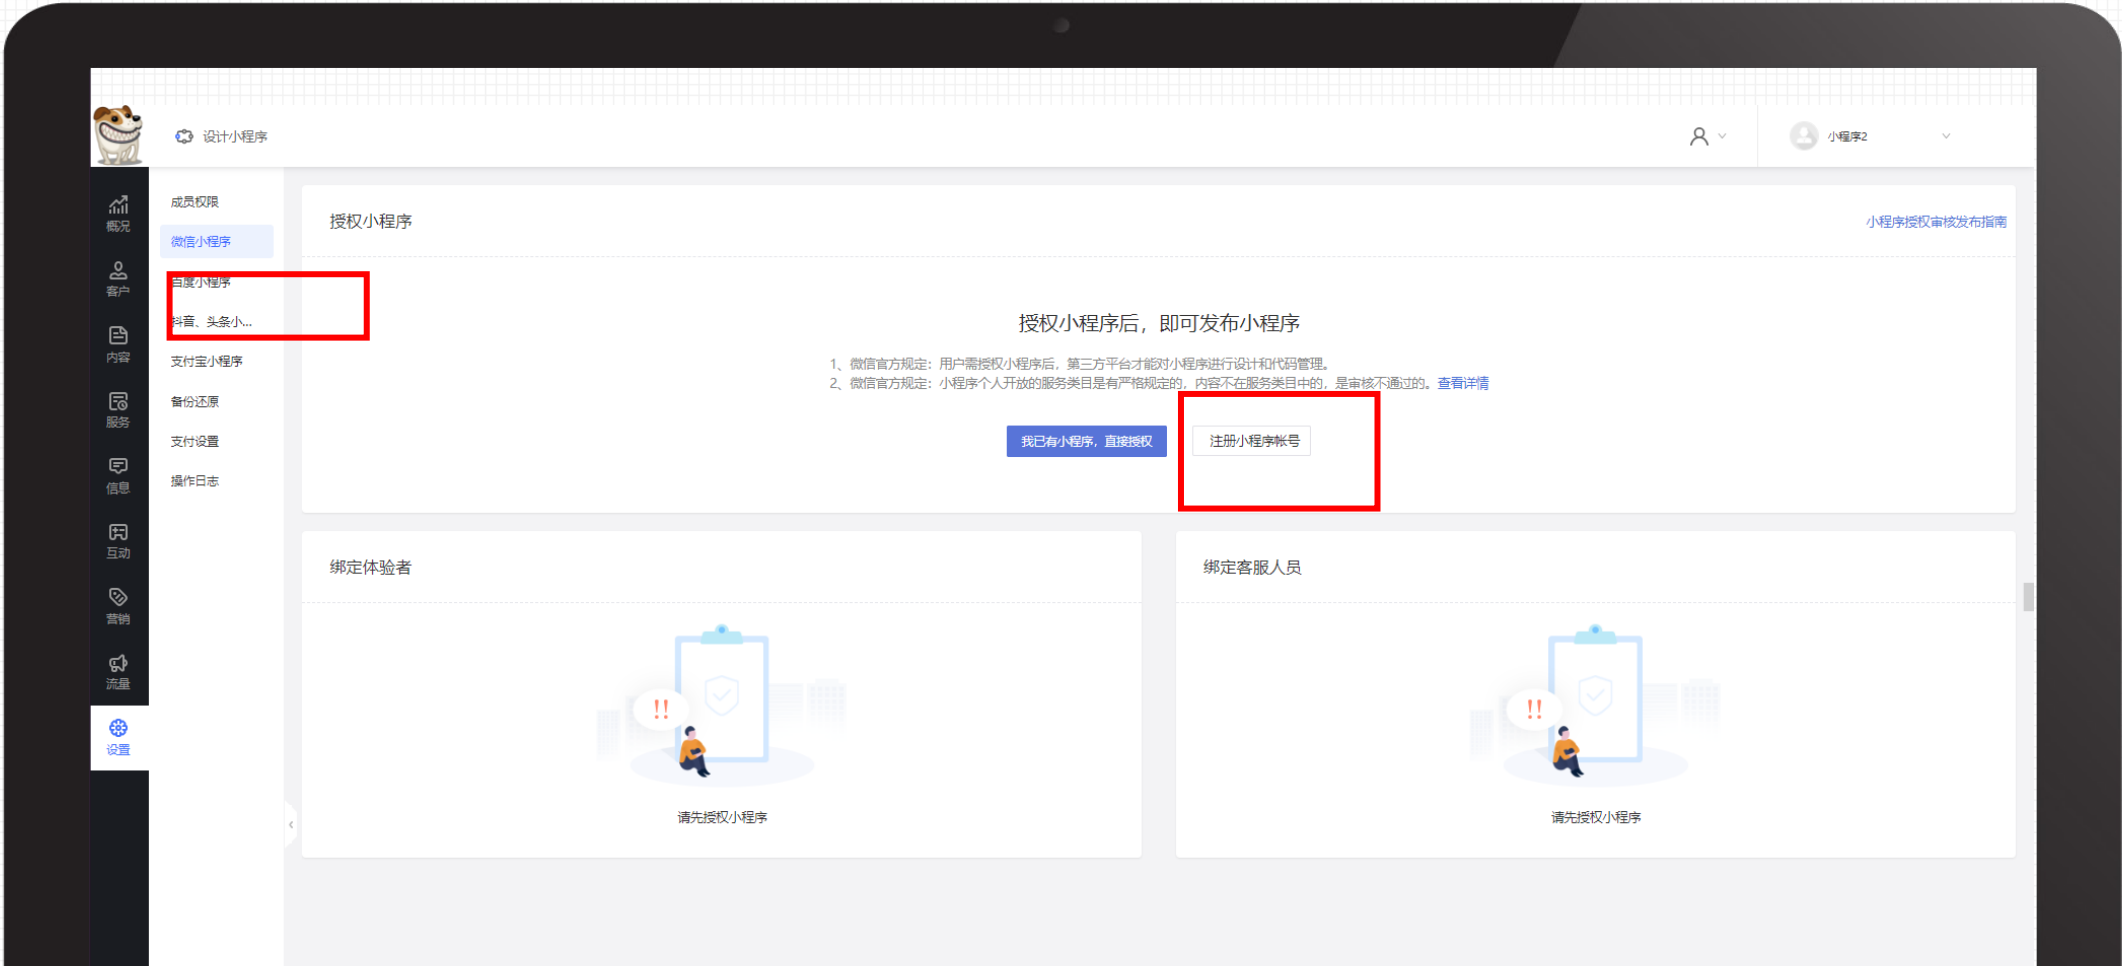 设计小程序
小程序2
概况
客户
内容
服务
信息
互动
营销
流量
设置
成员权限
微信小程序
百度小程序
抖音、头条小...
支付宝小程序
备份还原
支付设置
操作日志
授权小程序
小程序授权审核发布指南
授权小程序后，即可发布小程序
1、微信官方规定：用户需授权小程序后，第三方平台才能对小程序进行设计和代码管理。
2、微信官方规定：小程序个人开放的服务类目是有严格规定的，内容不在服务类目中的，是审核不通过的。查看详情
我已有小程序，直接授权
注册小程序帐号
绑定体验者
!!
请先授权小程序
绑定客服人员
!!
请先授权小程序